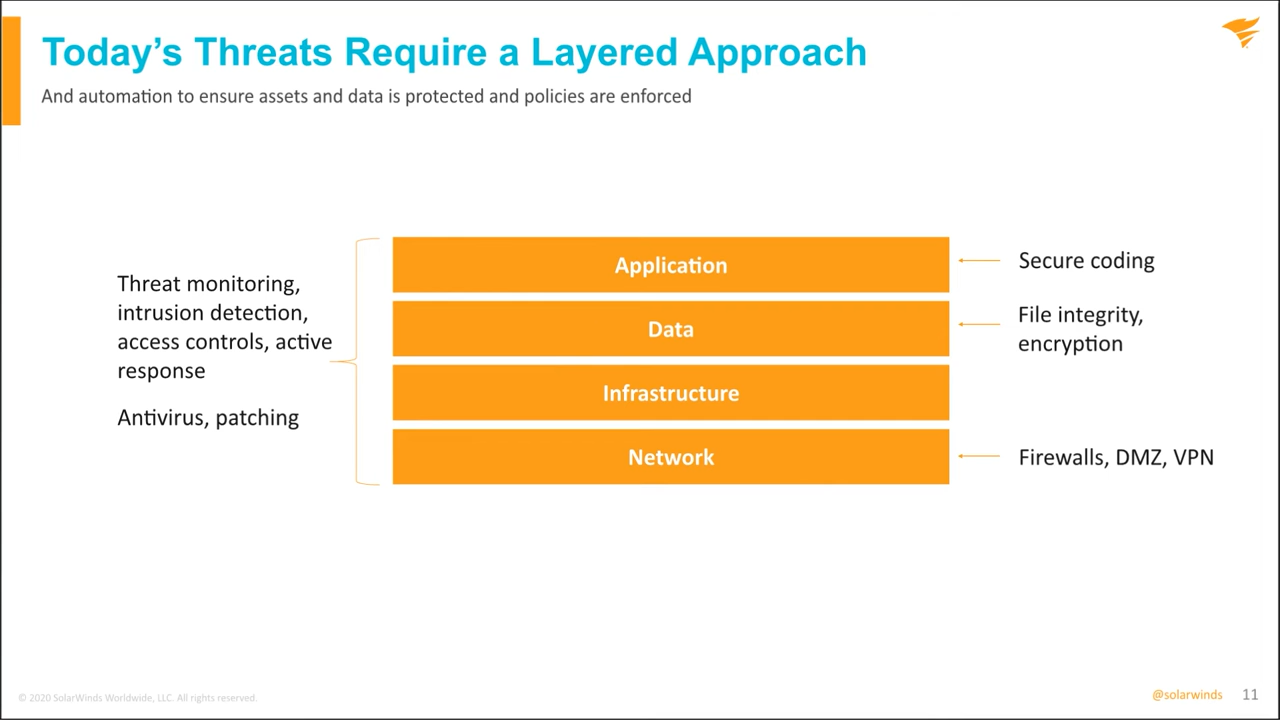 Today's Threats Require a Layered Approach
And automation to ensure assets and data is protected and policies are enforced
Threat monitoring,
intrusion detection,
access controls, active
response
Antivirus, patching
Application
Data
Infrastructure
Network
Secure coding
File integrity,
encryption
Firewalls, DMZ, VPN
© 2020 SolarWinds Worldwide, LLC. All rights reserved.
@solarwinds 11